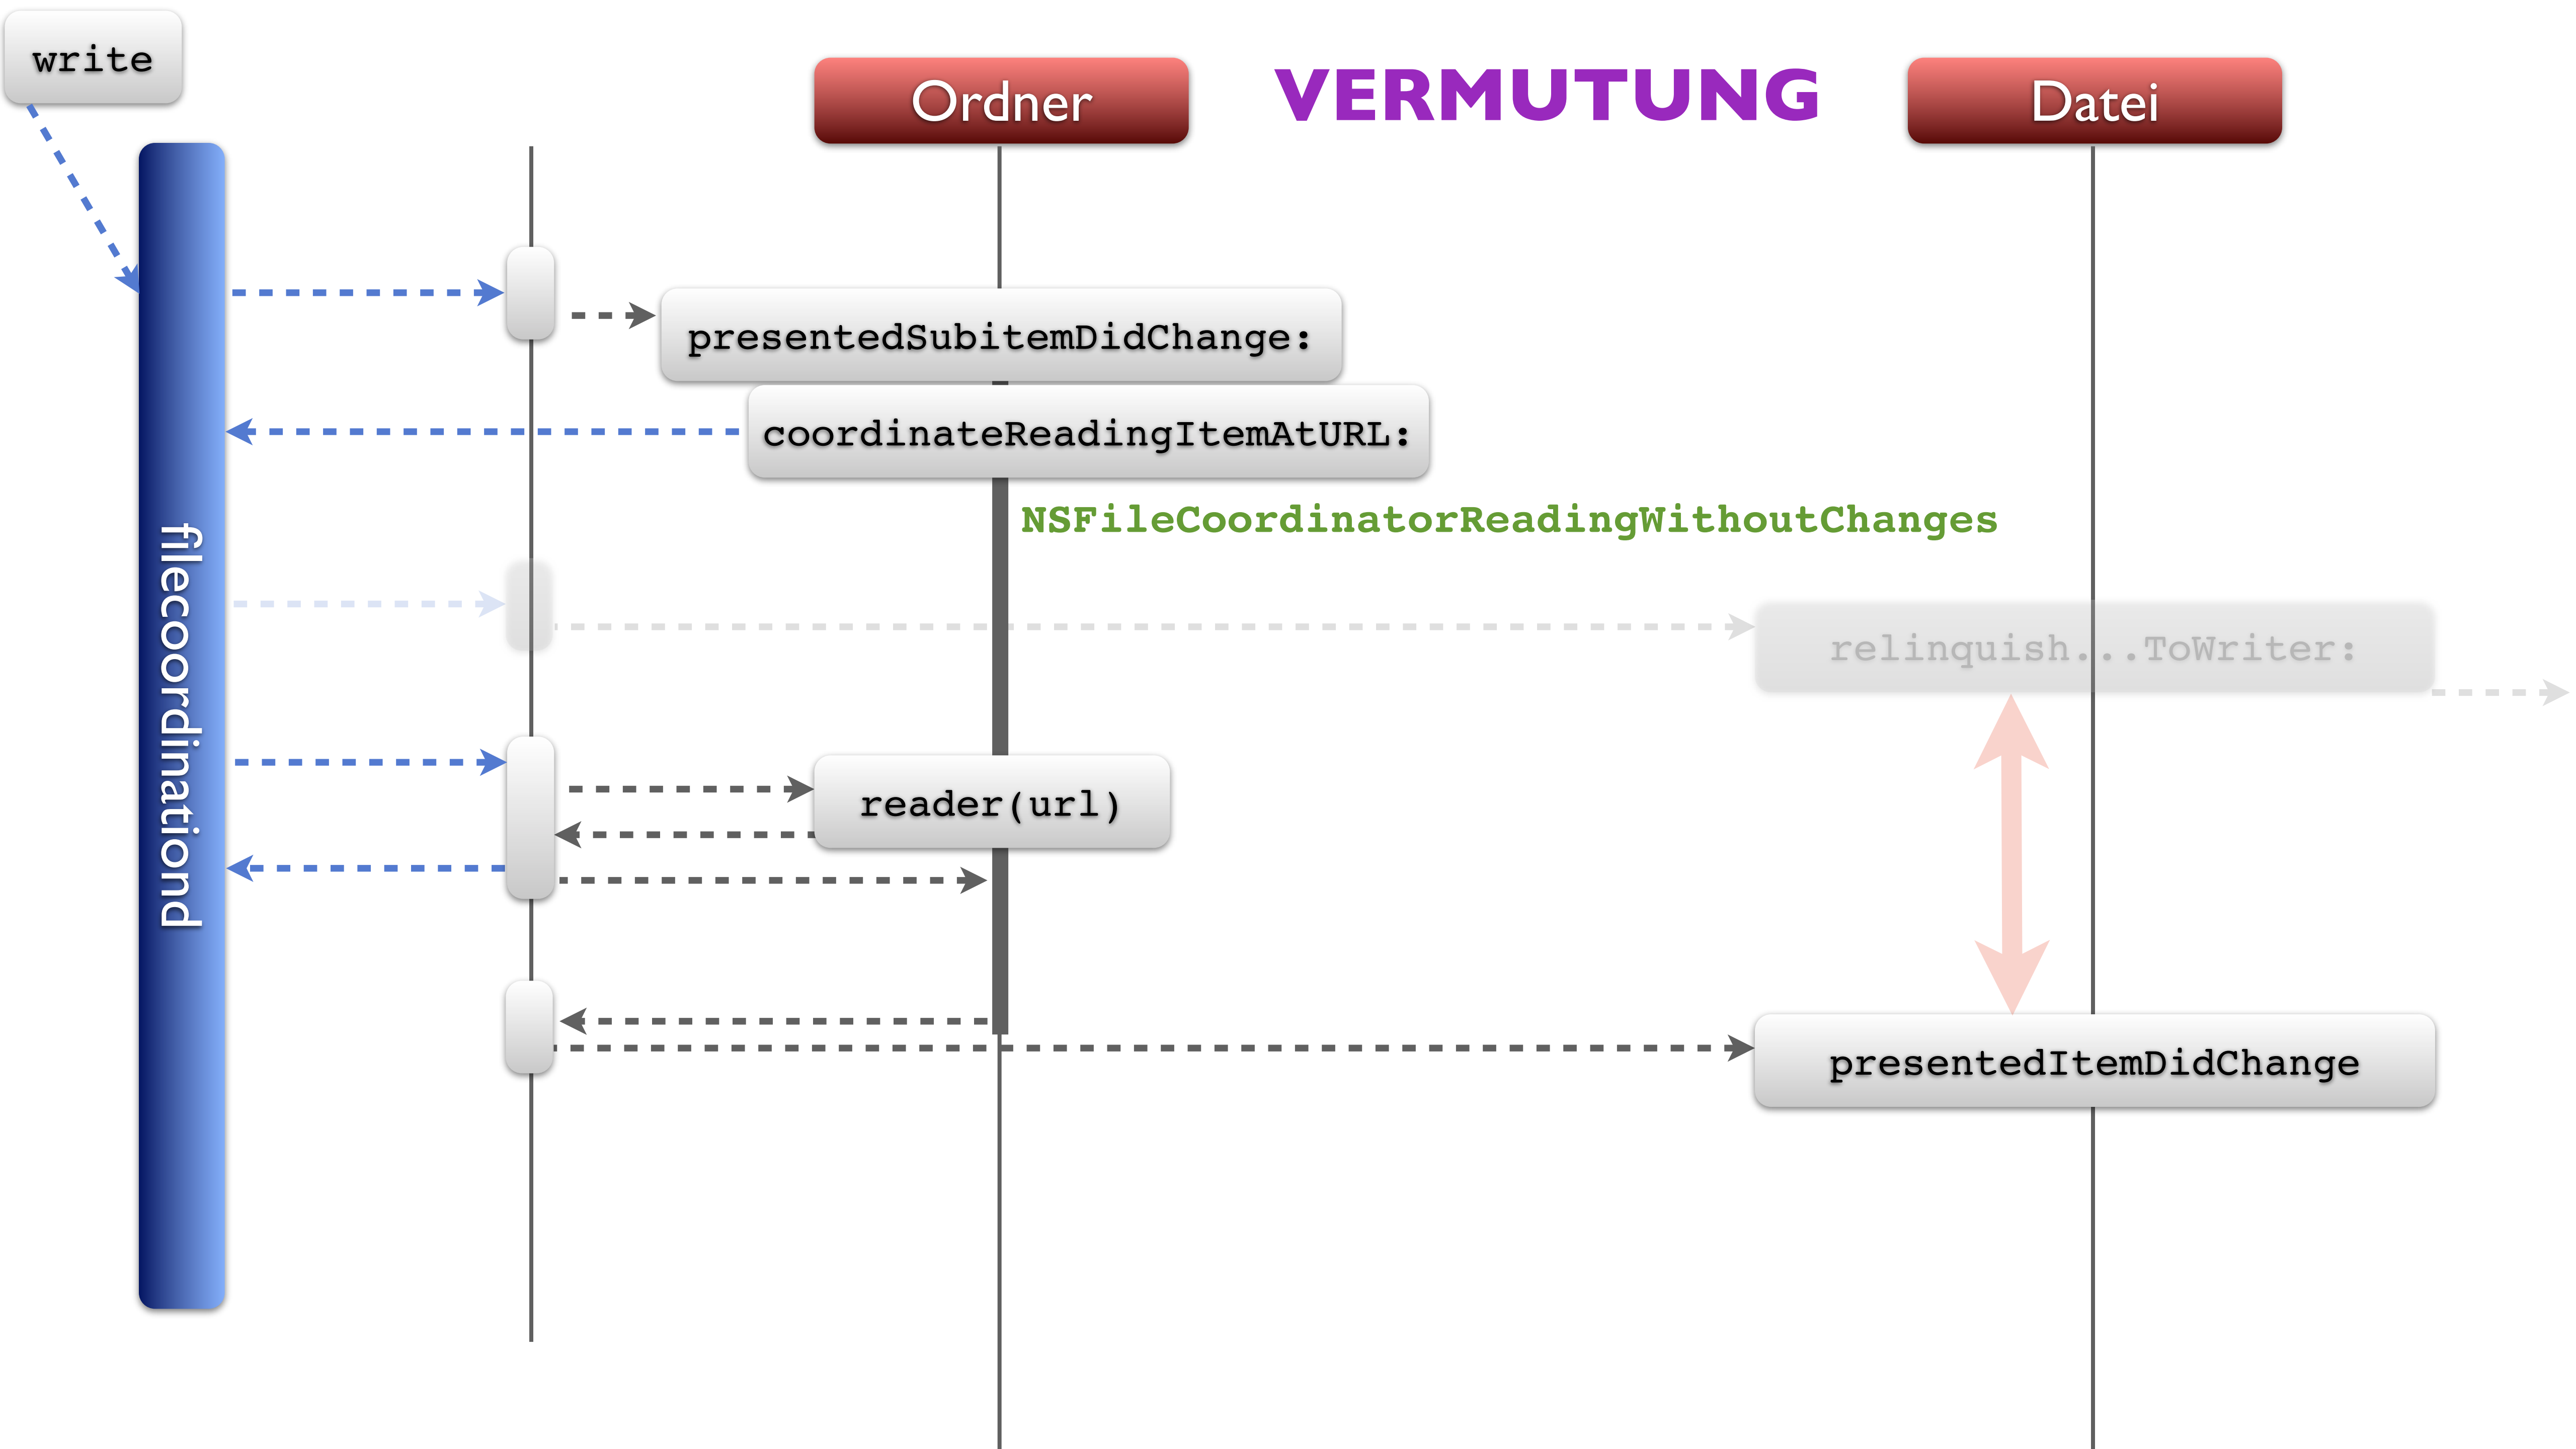 write
Ordner
VERMUTUNG
Datei
presentedSubitemDidChange:
coordinateReadingItemAtURL:
NSFileCoordinatorReadingWithoutChanges
filecoordinationd
relinquish...ToWriter:
reader(url)
presentedItemDidChange